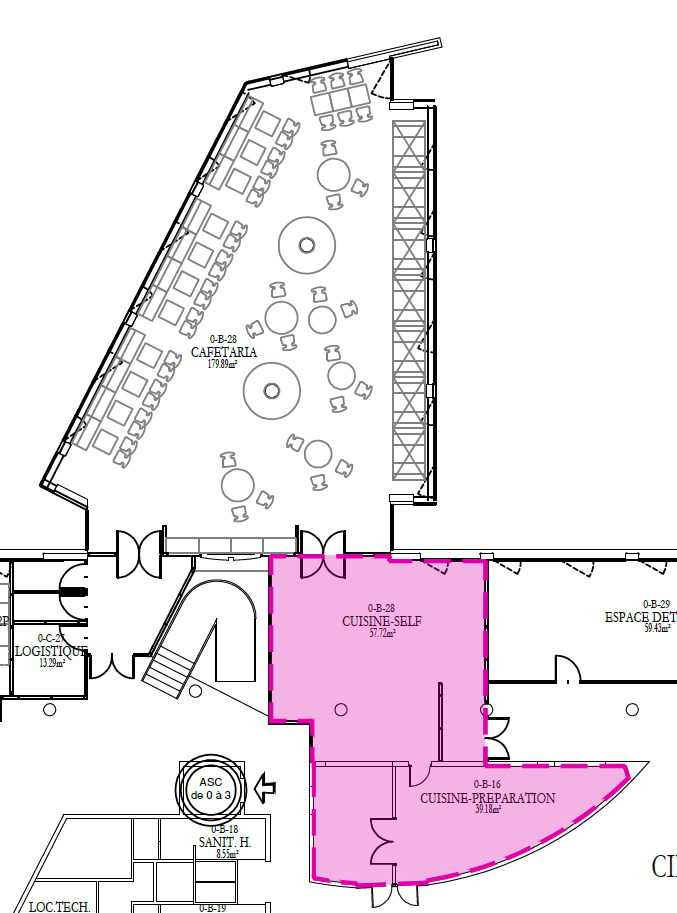 0-B-28
CAFETARIA
179.89m²
0-B-28
CUISINE-SELF
57.72m²
0-B-29
ESPACE DET
59.43m²
2P
0-C-27
LOGISTIQUE
13.29m²
ASC
de 0 à 3
0-B-16
CUISINE-PREPARATION
39.18m²
0-B-18
SANIT. H.
8.55m²
CI
LOC.TECH.
0-B-19